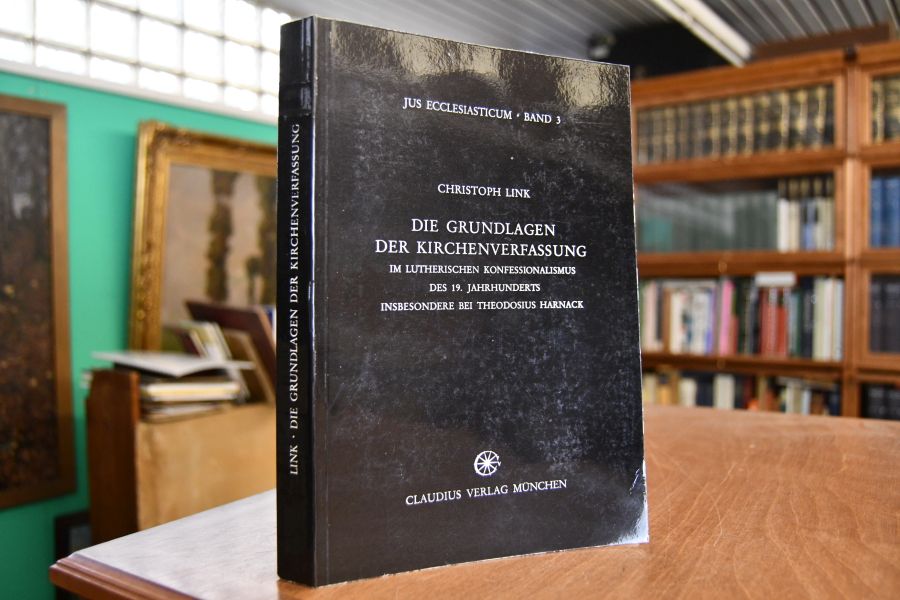 JUS ECCLESIASTICUM · BAND 3
CHRISTOPH LINK
DIE GRUNDLAGEN
DER KIRCHENVERFASSUNG
IM LUTHERISCHEN KONFESSIONALISMUS
DES 19. JAHRHUNDERTS
INSBESONDERE BEI THEODOSIUS HARNACK
CLAUDIUS VERLAG MÜNCHEN
LINK · DIE GRUNDLAGEN DER KIRCHENVERFASSUNG